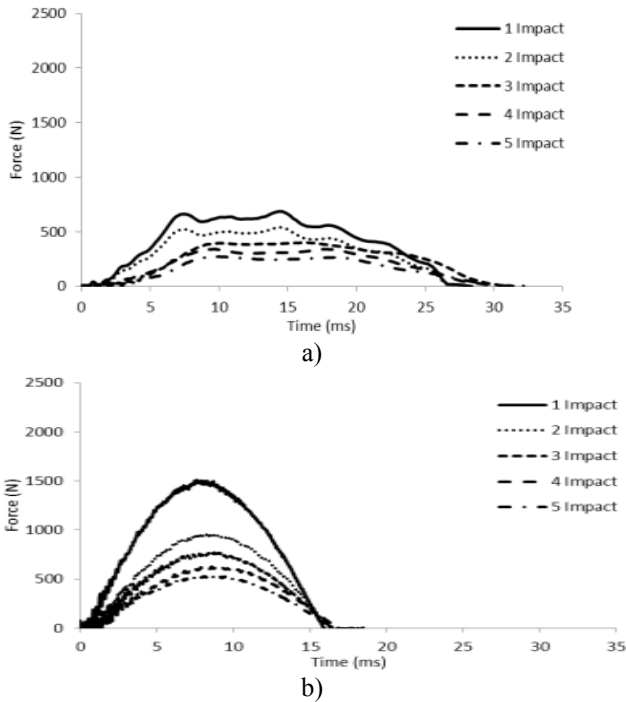 2500
2000
1500
1000
500
0
Force (N)
1 Impact
2 Impact
3 Impact
4 Impact
5 Impact
0 5 10 15 20 25 30 35
Time (ms)
a)
2500
2000
1500
1000
500
0
Force (N)
1 Impact
2 Impact
3 Impact
4 Impact
5 Impact
0 5 10 15 20 25 30 35
Time (ms)
b)